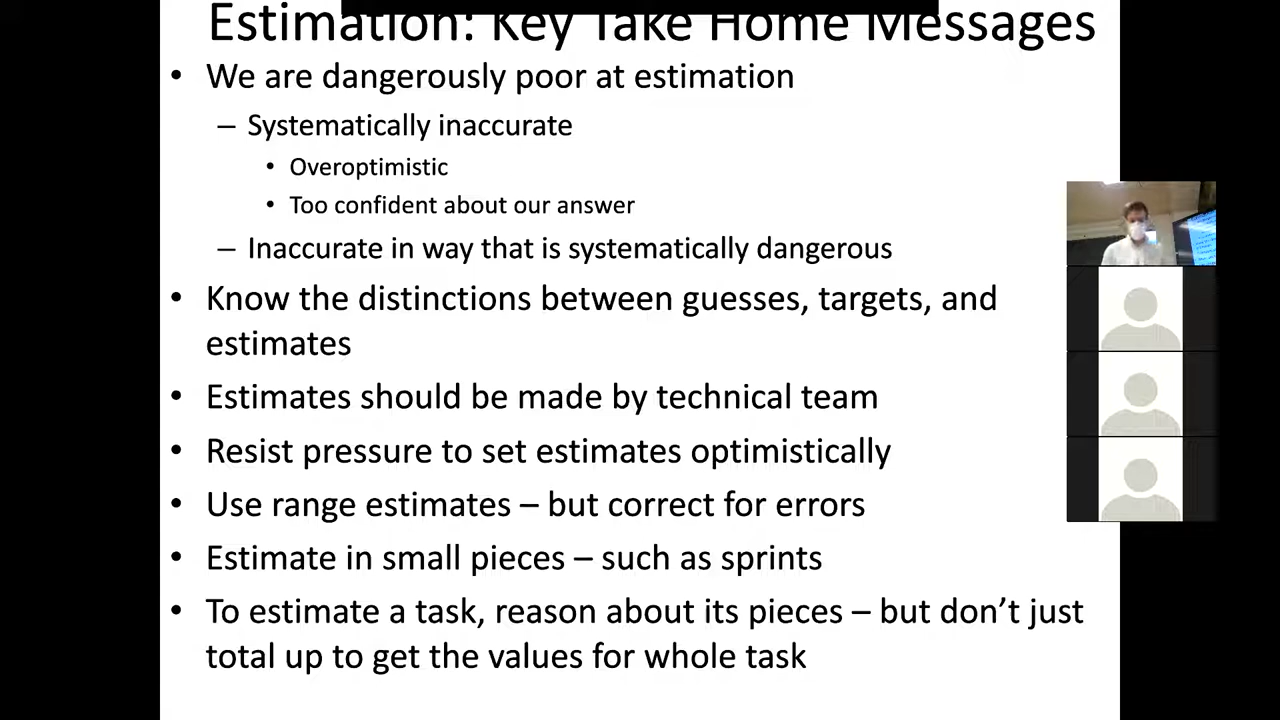 Estimation: Key Take Home Messages
• We are dangerously poor at estimation
– Systematically inaccurate
• Overoptimistic
• Too confident about our answer
– Inaccurate in way that is systematically dangerous
• Know the distinctions between guesses, targets, and
estimates
• Estimates should be made by technical team
• Resist pressure to set estimates optimistically
• Use range estimates – but correct for errors
• Estimate in small pieces – such as sprints
• To estimate a task, reason about its pieces – but don’t just
total up to get the values for whole task